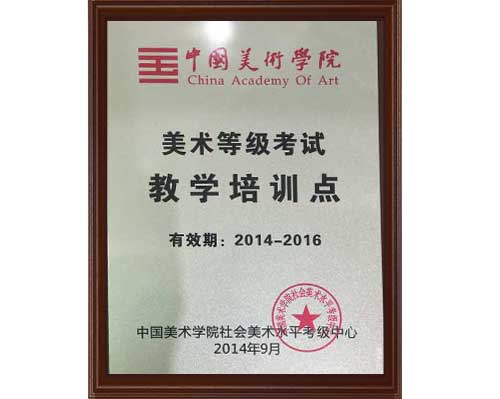 中国美術學院
China Academy Of Art
美术等级考试
教学培训点
有效期：2014-2016
中国美术学院社会美术水平考级中心
2014年9月